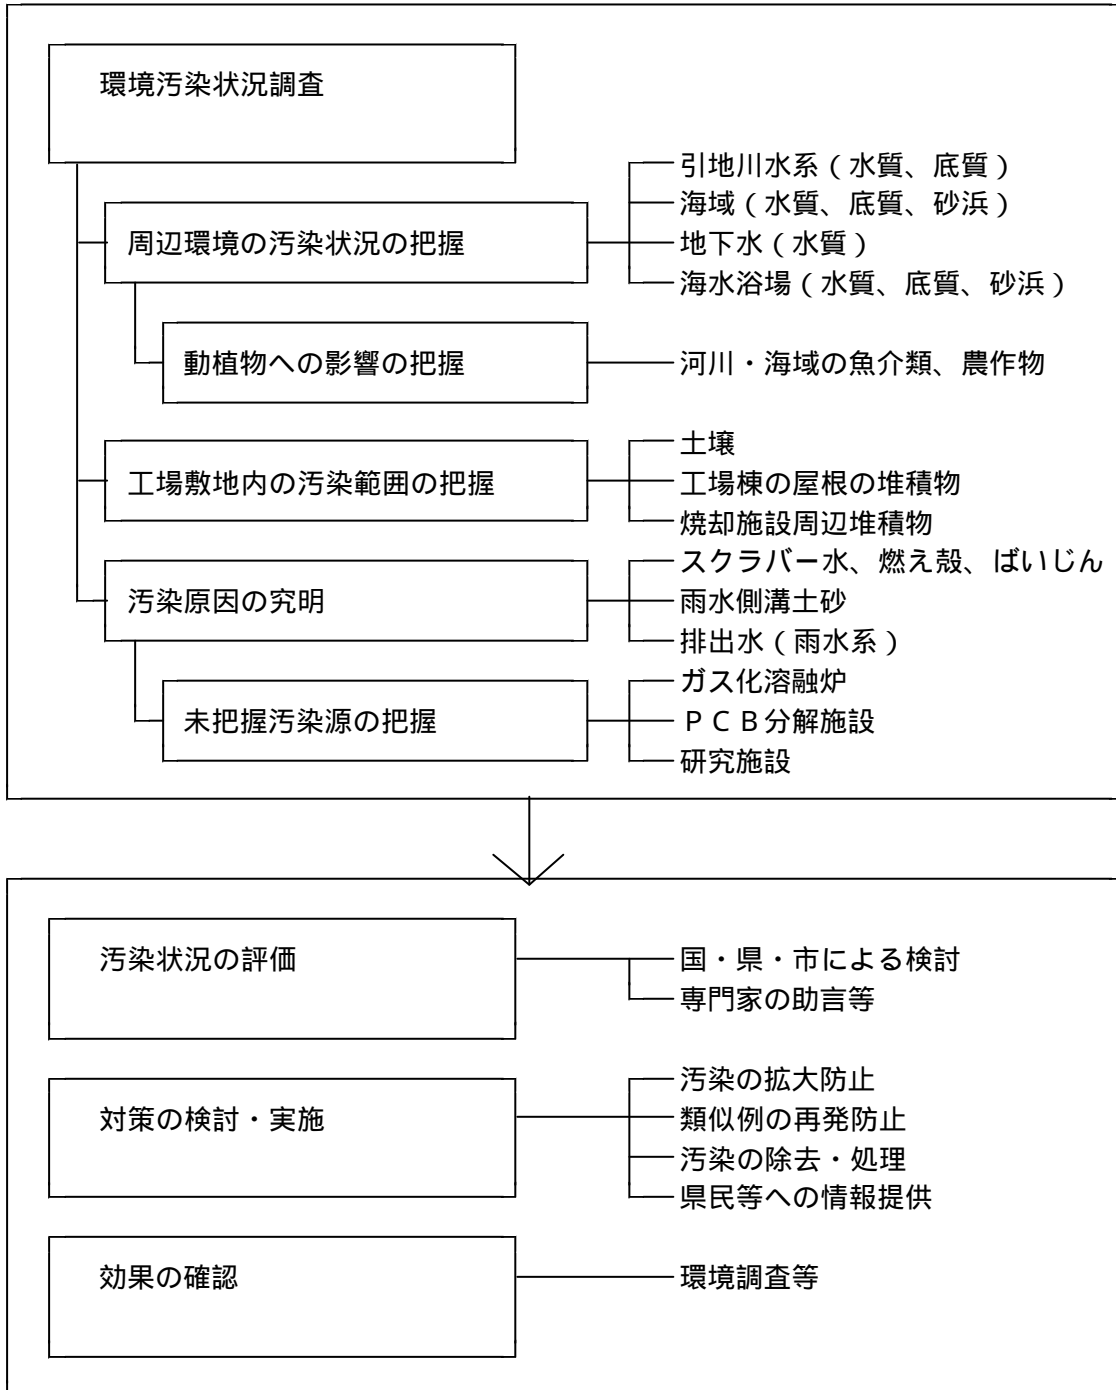 環境汚染状況調査
引地川水系（水質、底質）
海域（水質、底質、砂浜）
周辺環境の汚染状況の把握
地下水（水質）
海水浴場（水質、底質、砂浜）
動植物への影響の把握
河川・海域の魚介類、農作物
土壌
工場敷地内の汚染範囲の把握
工場棟の屋根の堆積物
焼却施設周辺堆積物
スクラバー水、燃え殻、ばいじん
汚染原因の究明
雨水側溝土砂
排出水（雨水系）
ガス化溶融炉
未把握汚染源の把握
ＰＣＢ分解施設
研究施設
汚染状況の評価
国・県・市による検討
専門家の助言等
汚染の拡大防止
対策の検討・実施
類似例の再発防止
汚染の除去・処理
県民等への情報提供
効果の確認
環境調査等